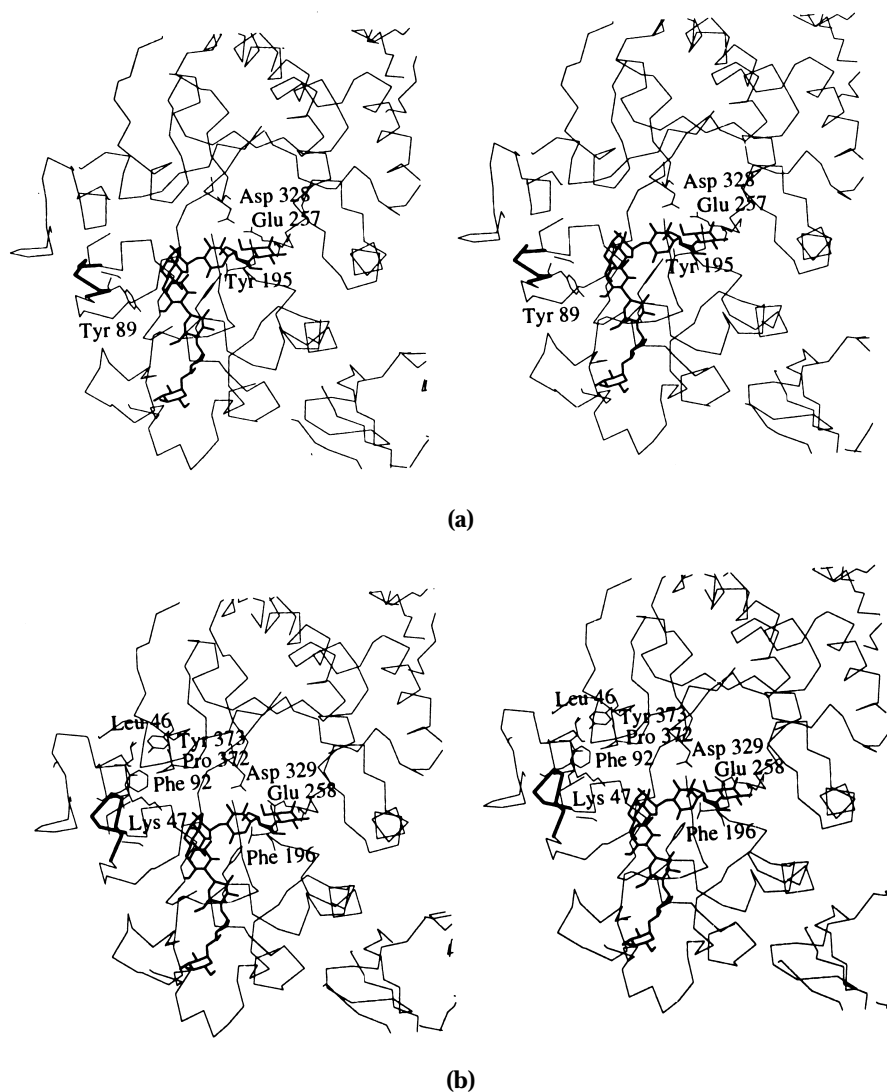 Asp 328
Glu 257
Tyr 195
Tyr 89
Asp 328
Glu 257
Tyr 195
Tyr 89
(a)
Leu 46
Tyr 373
Pro 372
Phe 92
Asp 329
Glu 258
Lys 47
Phe 196
Leu 46
Tyr 373
Pro 372
Phe 92
Asp 329
Glu 258
Lys 47
Phe 196
(b)